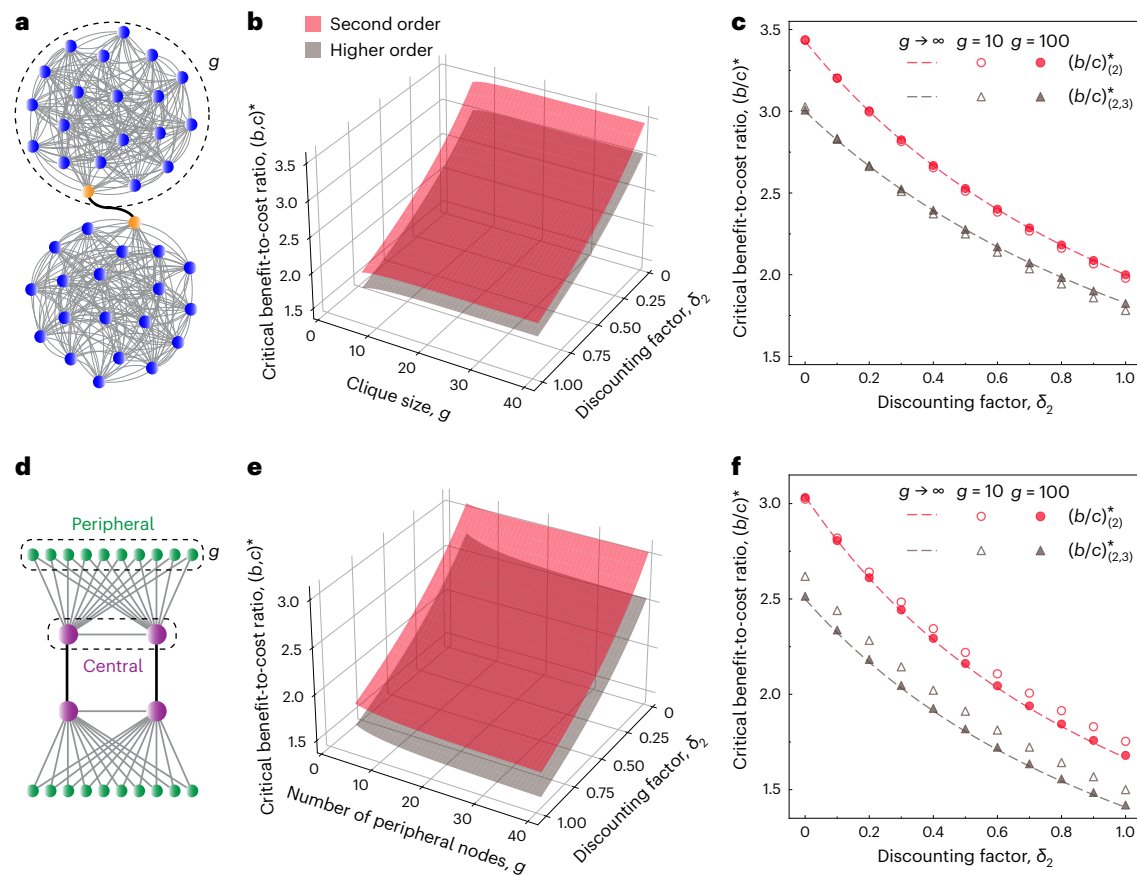 a
g
b
Second order
Higher order
Critical benefit-to-cost ratio, (b,c)*
3.5
3.0
2.5
2.0
1.5
0
10
20
30
40
Clique size, g
0
0.25
0.50
0.75
1.00
Discounting factor, δ2
c
Critical benefit-to-cost ratio, (b/c)*
3.5
3.0
2.5
2.0
1.5
g → ∞ g = 10 g = 100
(b/c)*(2)
(b/c)*(2,3)
0 0.2 0.4 0.6 0.8 1.0
Discounting factor, δ2
d
Peripheral
g
Central
e
Critical benefit-to-cost ratio, (b,c)*
3.0
2.5
2.0
1.5
0
10
20
30
40
Number of peripheral nodes, g
0
0.25
0.50
0.75
1.00
Discounting factor, δ2
f
Critical benefit-to-cost ratio, (b/c)*
3.0
2.5
2.0
1.5
g → ∞ g = 10 g = 100
(b/c)*(2)
(b/c)*(2,3)
0 0.2 0.4 0.6 0.8 1.0
Discounting factor, δ2